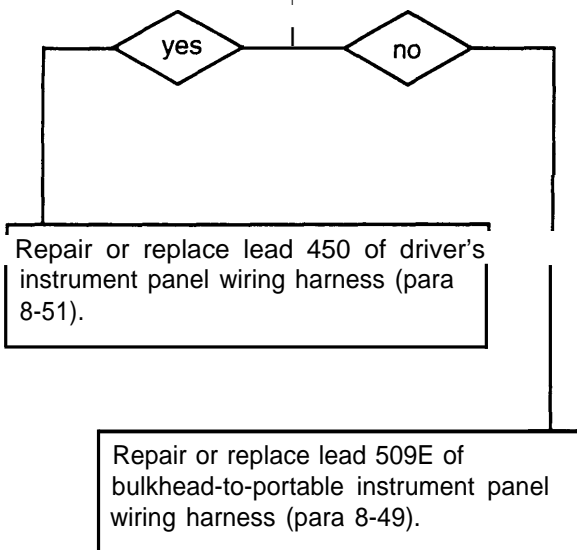 yes
no
Repair or replace lead 450 of driver's
instrument panel wiring harness (para
8-51).
Repair or replace lead 509E of
bulkhead-to-portable instrument panel
wiring harness (para 8-49).